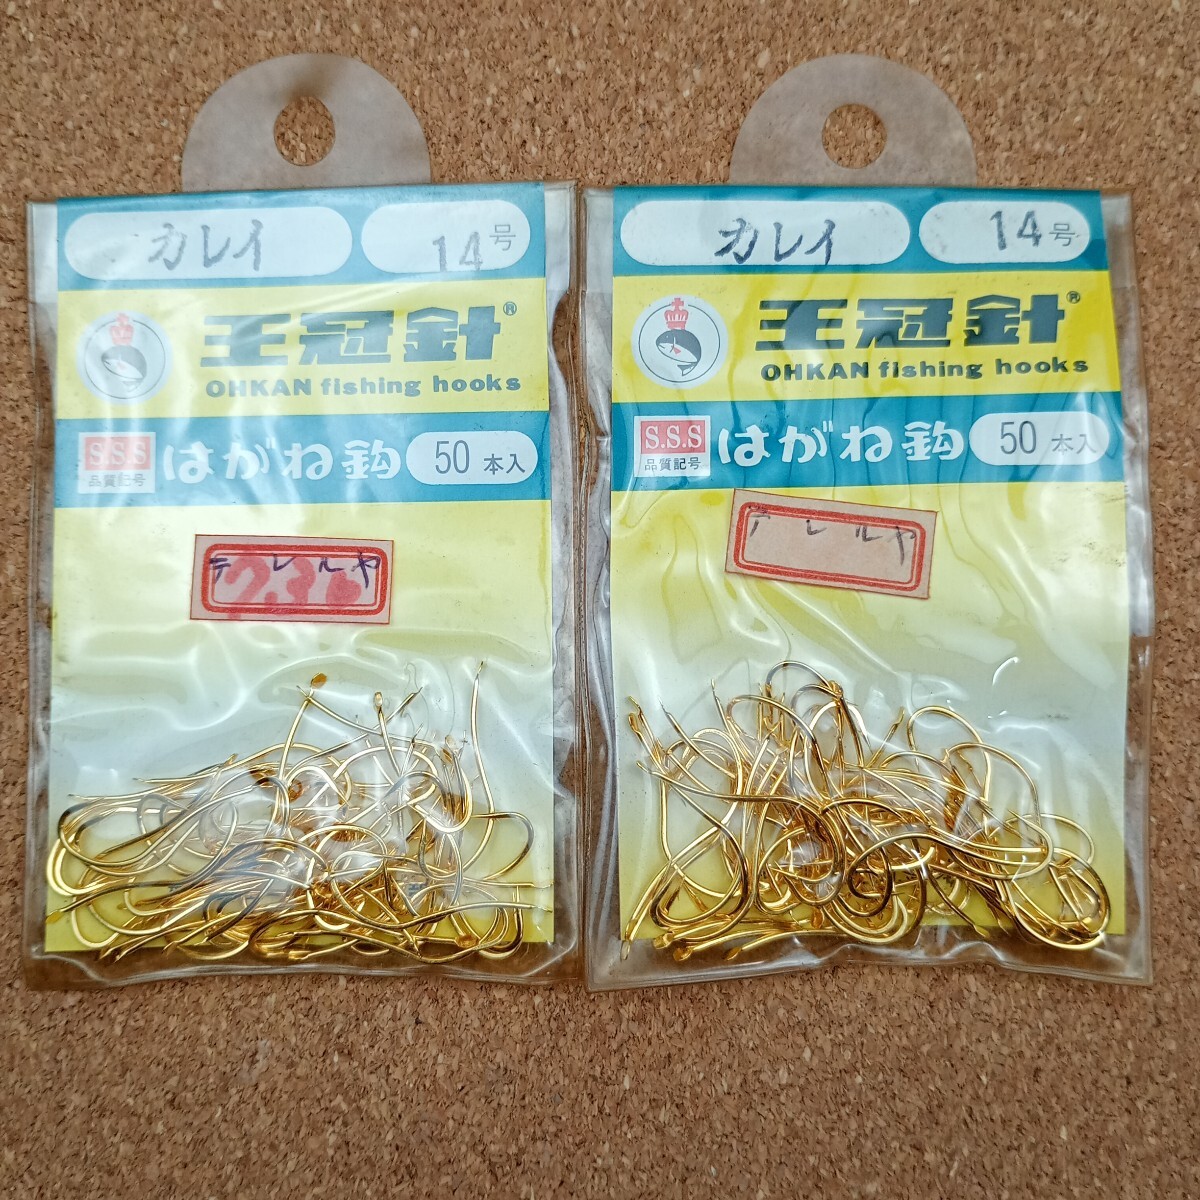 カレイ
14号
王冠針®
OHKAN fishing hooks
S.S.S
品質記号
はがね鈎
50 本入
テレルヤ
230
カレイ
14号
王冠針®
OHKAN fishing hooks
S.S.S
品質記号
はがね鈎
50 本入
テレルヤ